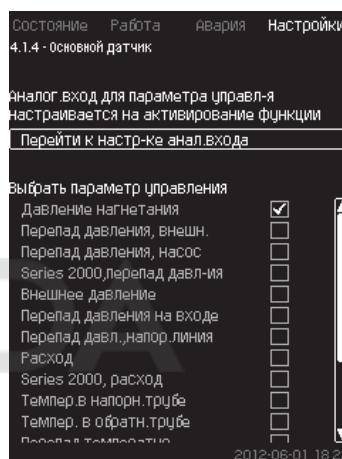 Состояние Работа Авария Настройки
4.1.4 - Основной датчик
Аналог.вход для параметра управл-я
настраивается на активирование функции
Перейти к настр-ке анал.входа
Выбрать параметр управления
Давление нагнетания
Перепад давления, внешн.
Перепад давления, насос
Series 2000,перепад давл-ия
Внешнее давление
Перепад давления на входе
Перепад давл.,напор.линия
Расход
Series 2000, расход
Темпер.в напорн.трубе
Темпер. в обратн.трубе
2012-06-01 18:2